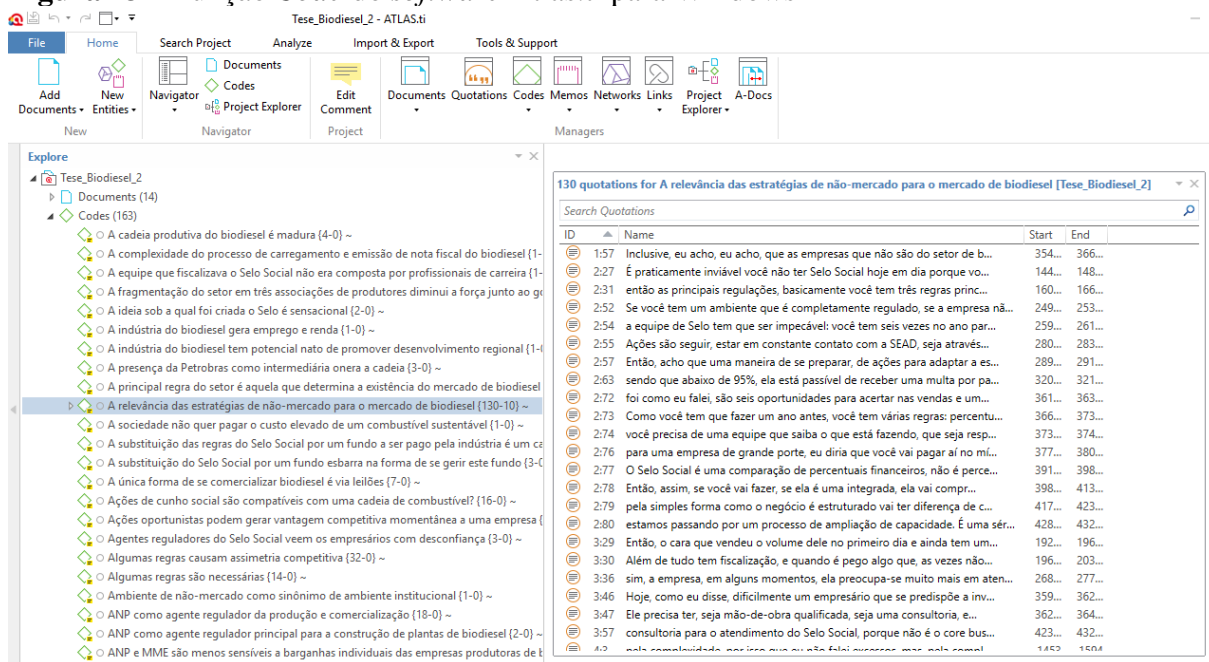 Tese_Biodiesel_2 - ATLAS.ti
File Home Search Project Analyze Import & Export Tools & Support
Add Documents New Entities Navigator Documents Codes Project Explorer Edit Comment Documents Quotations Codes Memos Networks Links Project Explorer A-Docs
New Navigator Project Managers
Explore
Tese_Biodiesel_2
Documents (14)
Codes (163)
A cadeia produtiva do biodiesel é madura {4-0} ~
A complexidade do processo de carregamento e emissão de nota fiscal do biodiesel {1-
A equipe que fiscalizava o Selo Social não era composta por profissionais de carreira {1-
A fragmentação do setor em três associações de produtores diminui a força junto ao go
A ideia sob a qual foi criada o Selo é sensacional {2-0} ~
A indústria do biodiesel gera emprego e renda {1-0} ~
A indústria do biodiesel tem potencial nato de promover desenvolvimento regional {1-
A presença da Petrobras como intermediária onera a cadeia {3-0} ~
A principal regra do setor é aquela que determina a existência do mercado de biodiesel
A relevância das estratégias de não-mercado para o mercado de biodiesel {130-10} ~
A sociedade não quer pagar o custo elevado de um combustível sustentável {1-0} ~
A substituição das regras do Selo Social por um fundo a ser pago pela indústria é um ca
A substituição do Selo Social por um fundo esbarra na forma de se gerir este fundo {3-0
A única forma de se comercializar biodiesel é via leilões {7-0} ~
Ações de cunho social são compatíveis com uma cadeia de combustível? {16-0} ~
Ações oportunistas podem gerar vantagem competitiva momentânea a uma empresa {
Agentes reguladores do Selo Social veem os empresários com desconfiança {3-0} ~
Algumas regras causam assimetria competitiva {32-0} ~
Algumas regras são necessárias {14-0} ~
Ambiente de não-mercado como sinônimo de ambiente institucional {1-0} ~
ANP como agente regulador da produção e comercialização {18-0} ~
ANP como agente regulador principal para a construção de plantas de biodiesel {2-0} ~
ANP e MME são menos sensíveis a barganhas individuais das empresas produtoras de b
130 quotations for A relevância das estratégias de não-mercado para o mercado de biodiesel [Tese_Biodiesel_2]
Search Quotations
ID Name Start End
1:57 Inclusive, eu acho, eu acho, que as empresas que não são do setor de b... 354... 366...
2:27 É praticamente inviável você não ter Selo Social hoje em dia porque vo... 144... 148...
2:31 então as principais regulações, basicamente você tem três regras princ... 160... 166...
2:52 Se você tem um ambiente que é completamente regulado, se a empresa nã... 249... 253...
2:54 a equipe de Selo tem que ser impecável: você tem seis vezes no ano par... 259... 261...
2:55 Ações são seguir, estar em constante contato com a SEAD, seja através... 280... 283...
2:57 Então, acho que uma maneira de se preparar, de ações para adaptar a es... 289... 291...
2:63 sendo que abaixo de 95%, ela está passível de receber uma multa por pa... 320... 321...
2:72 foi como eu falei, são seis oportunidades para acertar nas vendas e um... 361... 363...
2:73 Como você tem que fazer um ano antes, você tem várias regras: percentu... 366... 373...
2:74 você precisa de uma equipe que saiba o que está fazendo, que seja resp... 373... 374...
2:76 para uma empresa de grande porte, eu diria que você vai pagar aí no mí... 377... 380...
2:77 O Selo Social é uma comparação de percentuais financeiros, não é perce... 391... 398...
2:78 Então, assim, se você vai fazer, se ela é uma integrada, ela vai compr... 398... 413...
2:79 pela simples forma como o negócio é estruturado vai ter diferença de c... 417... 423...
2:80 estamos passando por um processo de ampliação de capacidade. É uma sér... 428... 432...
3:29 Então, o cara que vendeu o volume dele no primeiro dia e ainda tem um... 192... 196...
3:30 Além de tudo tem fiscalização, e quando é pego algo que, as vezes não... 196... 203...
3:36 sim, a empresa, em alguns momentos, ela preocupa-se muito mais em aten... 268... 277...
3:46 Hoje, como eu disse, dificilmente um empresário que se predispõe a inv... 359... 362...
3:47 Ele precisa ter, seja mão-de-obra qualificada, seja uma consultoria, e... 362... 364...
3:57 consultoria para o atendimento do Selo Social, porque não é o core bus... 423... 432...